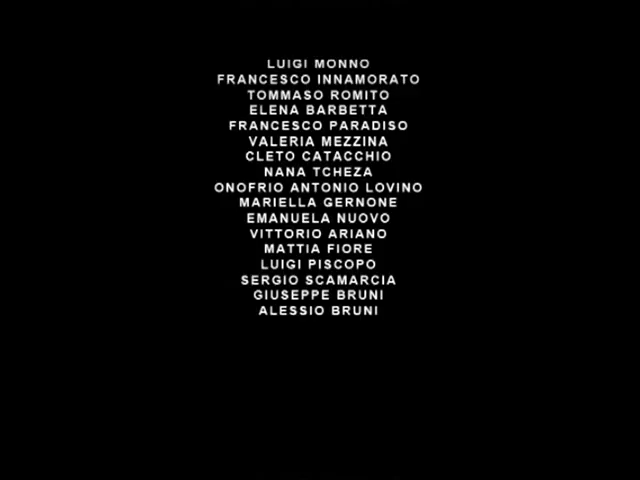 LUIGI MONNO
FRANCESCO INNAMORATO
TOMMASO ROMITO
ELENA BARBETTA
FRANCESCO PARADISO
VALERIA MEZZINA
CLETO CATACCHIO
NANA TCHEZA
ONOFRIO ANTONIO LOVINO
MARIELLA GERNONE
EMANUELA NUOVO
VITTORIO ARIANO
MATTIA FIORE
LUIGI PISCOPO
SERGIO SCAMARCIA
GIUSEPPE BRUNI
ALESSIO BRUNI